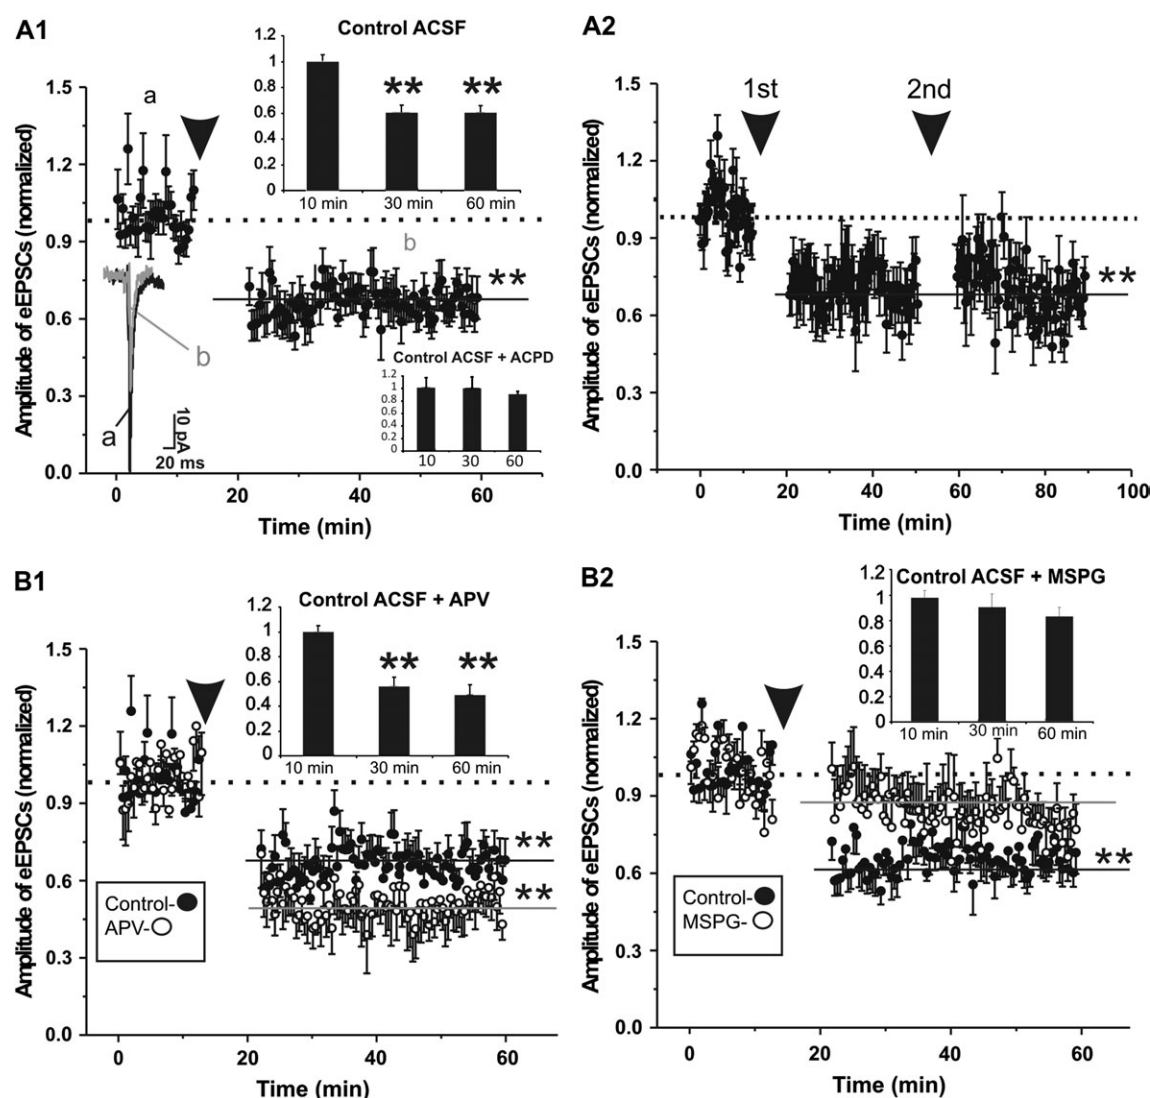 A1
Control ACSF
1.2
1
0.8
0.6
0.4
0.2
0
** **
10 min 30 min 60 min
a
b
**
Amplitude of eEPSCs (normalized)
1.5
1.2
0.9
0.6
0.3
0.0
b
a
10 pA
20 ms
Control ACSF + ACPD
1.2
1
0.8
0.6
0.4
0.2
0
10 30 60
0 20 40 60
Time (min)
A2
1st 2nd
Amplitude of eEPSCs (normalized)
1.5
1.2
0.9
0.6
0.3
0.0
**
0 20 40 60 80 100
Time (min)
B1
Control ACSF + APV
1.2
1
0.8
0.6
0.4
0.2
0
** **
10 min 30 min 60 min
Amplitude of eEPSCs (normalized)
1.5
1.2
0.9
0.6
0.3
0.0
**
**
Control-
APV-
0 20 40 60
Time (min)
B2
Control ACSF + MSPG
1.2
1
0.8
0.6
0.4
0.2
0
10 min 30 min 60 min
Amplitude of eEPSCs (normalized)
1.5
1.2
0.9
0.6
0.3
0.0
**
Control-
MSPG-
0 20 40 60
Time (min)